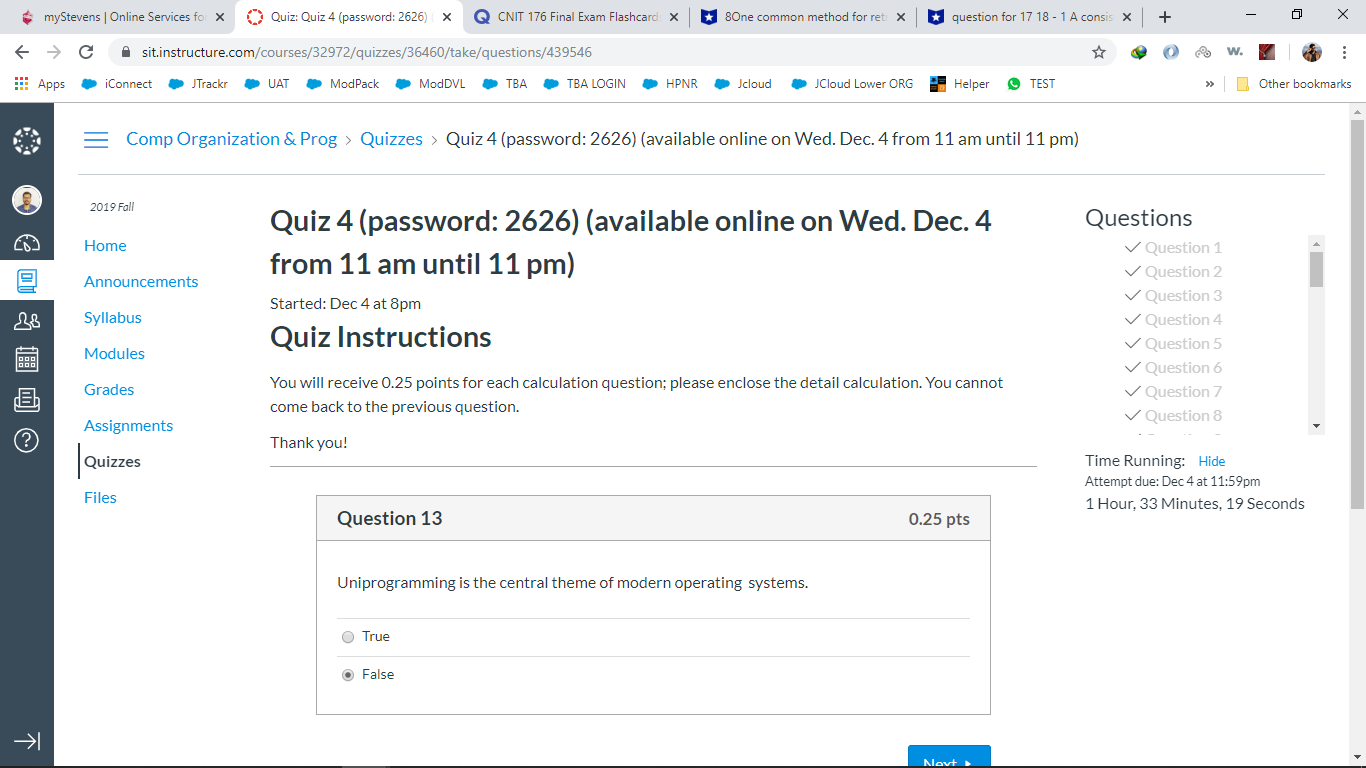 myStevens | Online Services fo
Quiz: Quiz 4 (password: 2626)
CNIT 176 Final Exam Flashcard
8One common method for ret
question for 17 18 - 1 A consis
sit.instructure.com/courses/32972/quizzes/36460/take/questions/439546
w.
Apps
iConnect
JTrackr
UAT
ModPack
ModDVL
TBA
TBA LOGIN
HPNR
Jcloud
JCloud Lower ORG
Helper
TEST
»
Other bookmarks
Comp Organization & Prog › Quizzes › Quiz 4 (password: 2626) (available online on Wed. Dec. 4 from 11 am until 11 pm)
2019 Fall
Home
Announcements
Syllabus
Modules
Grades
Assignments
Quizzes
Files
Quiz 4 (password: 2626) (available online on Wed. Dec. 4
from 11 am until 11 pm)
Started: Dec 4 at 8pm
Quiz Instructions
You will receive 0.25 points for each calculation question; please enclose the detail calculation. You cannot
come back to the previous question.
Thank you!
Question 13
0.25 pts
Uniprogramming is the central theme of modern operating systems.
True
False
Next
Questions
Question 1
Question 2
Question 3
Question 4
Question 5
Question 6
Question 7
Question 8
Time Running: Hide
Attempt due: Dec 4 at 11:59pm
1 Hour, 33 Minutes, 19 Seconds